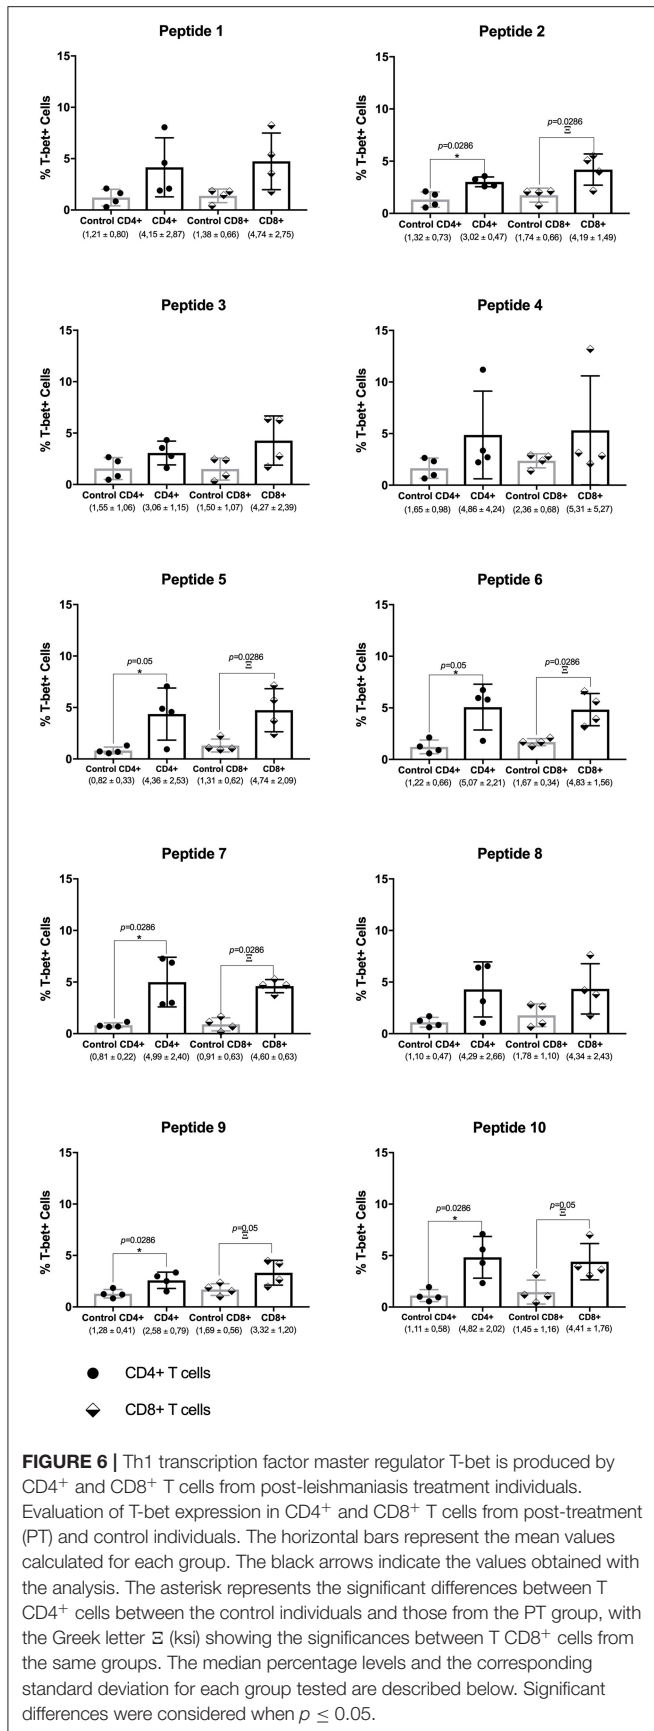 Peptide 1
% T-bet+ Cells
15
10
5
0
Control CD4+ CD4+ Control CD8+ CD8+
(1,21 ± 0,80) (4,15 ± 2,87) (1,38 ± 0,66) (4,74 ± 2,75)
Peptide 2
% T-bet+ Cells
15
10
5
0
p=0.0286
*
p=0.0286
Ξ
Control CD4+ CD4+ Control CD8+ CD8+
(1,32 ± 0,73) (3,02 ± 0,47) (1,74 ± 0,66) (4,19 ± 1,49)
Peptide 3
% T-bet+ Cells
15
10
5
0
Control CD4+ CD4+ Control CD8+ CD8+
(1,55 ± 1,06) (3,06 ± 1,15) (1,50 ± 1,07) (4,27 ± 2,39)
Peptide 4
% T-bet+ Cells
15
10
5
0
Control CD4+ CD4+ Control CD8+ CD8+
(1,65 ± 0,98) (4,86 ± 4,24) (2,36 ± 0,68) (5,31 ± 5,27)
Peptide 5
% T-bet+ Cells
15
10
5
0
p=0.05
*
p=0.0286
Ξ
Control CD4+ CD4+ Control CD8+ CD8+
(0,82 ± 0,33) (4,36 ± 2,53) (1,31 ± 0,62) (4,74 ± 2,09)
Peptide 6
% T-bet+ Cells
15
10
5
0
p=0.05
*
p=0.0286
Ξ
Control CD4+ CD4+ Control CD8+ CD8+
(1,22 ± 0,66) (5,07 ± 2,21) (1,67 ± 0,34) (4,83 ± 1,56)
Peptide 7
% T-bet+ Cells
15
10
5
0
p=0.0286
*
p=0.0286
Ξ
Control CD4+ CD4+ Control CD8+ CD8+
(0,81 ± 0,22) (4,99 ± 2,40) (0,91 ± 0,63) (4,60 ± 0,63)
Peptide 8
% T-bet+ Cells
15
10
5
0
Control CD4+ CD4+ Control CD8+ CD8+
(1,10 ± 0,47) (4,29 ± 2,66) (1,78 ± 1,10) (4,34 ± 2,43)
Peptide 9
% T-bet+ Cells
15
10
5
0
p=0.0286
*
p=0.05
Ξ
Control CD4+ CD4+ Control CD8+ CD8+
(1,28 ± 0,41) (2,58 ± 0,79) (1,69 ± 0,56) (3,32 ± 1,20)
Peptide 10
% T-bet+ Cells
15
10
5
0
p=0.0286
*
p=0.05
Ξ
Control CD4+ CD4+ Control CD8+ CD8+
(1,11 ± 0,58) (4,82 ± 2,02) (1,45 ± 1,16) (4,41 ± 1,76)
CD4+ T cells
CD8+ T cells
FIGURE 6 | Th1 transcription factor master regulator T-bet is produced by
CD4+ and CD8+ T cells from post-leishmaniasis treatment individuals.
Evaluation of T-bet expression in CD4+ and CD8+ T cells from post-treatment
(PT) and control individuals. The horizontal bars represent the mean values
calculated for each group. The black arrows indicate the values obtained with
the analysis. The asterisk represents the significant differences between T
CD4+ cells between the control individuals and those from the PT group, with
the Greek letter Ξ (ksi) showing the significances between T CD8+ cells from
the same groups. The median percentage levels and the corresponding
standard deviation for each group tested are described below. Significant
differences were considered when p ≤ 0.05.